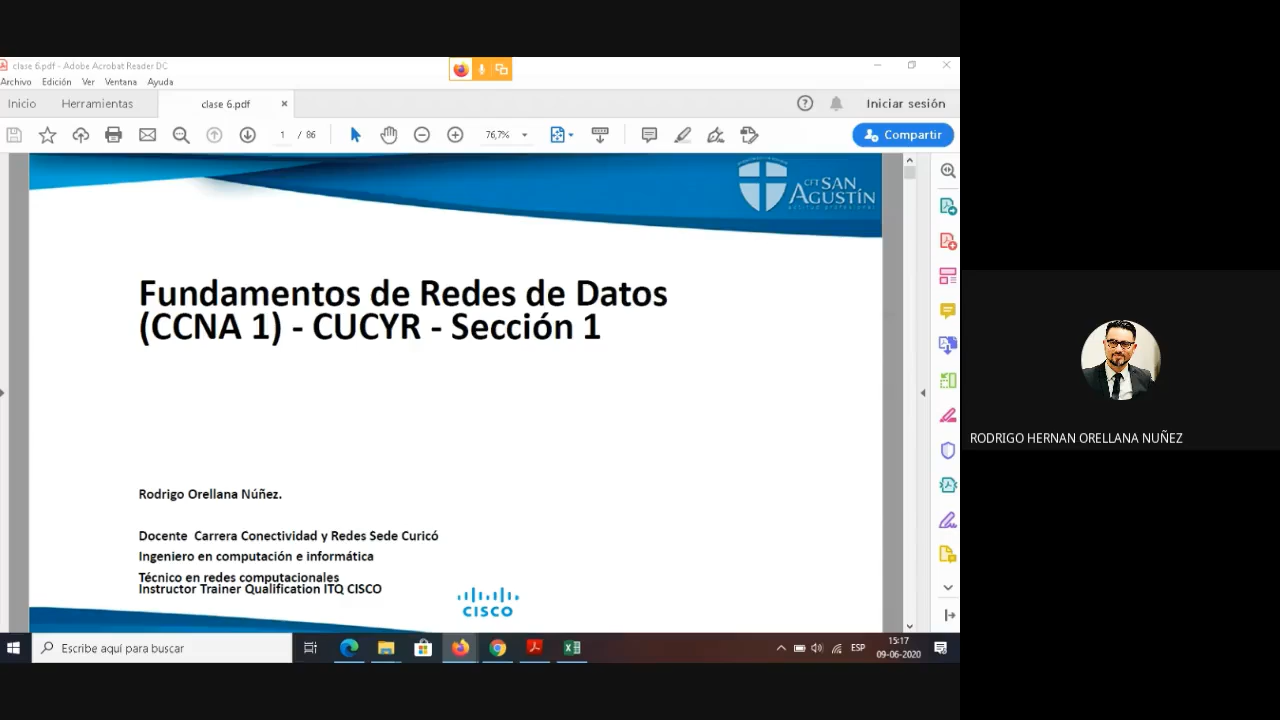 clase 6.pdf - Adobe Acrobat Reader DC
Archivo Edición Ver Ventana Ayuda
Inicio Herramientas clase 6.pdf Iniciar sesión
1 / 86 76,7% Compartir
CFT SAN
AGUSTÍN
Fundamentos de Redes de Datos
(CCNA 1) - CUCYR - Sección 1
Rodrigo Orellana Núñez.
Docente Carrera Conectividad y Redes Sede Curicó
Ingeniero en computación e informática
Técnico en redes computacionales
Instructor Trainer Qualification ITQ CISCO
CISCO
RODRIGO HERNAN ORELLANA NUÑEZ
Escribe aquí para buscar
ESP
15:17
09-06-2020